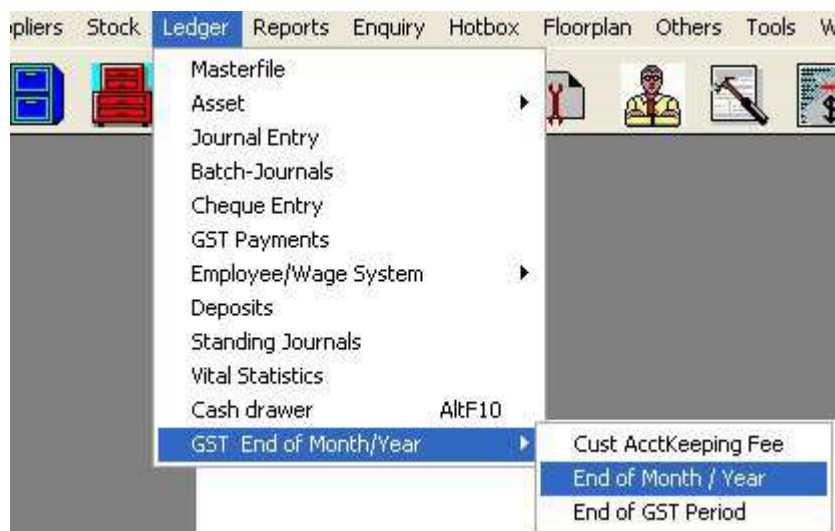 pliers Stock Ledger Reports Enquiry Hotbox Floorplan Others Tools W
Masterfile
Asset
Journal Entry
Batch-Journals
Cheque Entry
GST Payments
Employee/Wage System
Deposits
Standing Journals
Vital Statistics
Cash drawer AltF10
GST End of Month/Year
Cust AcctKeeping Fee
End of Month / Year
End of GST Period